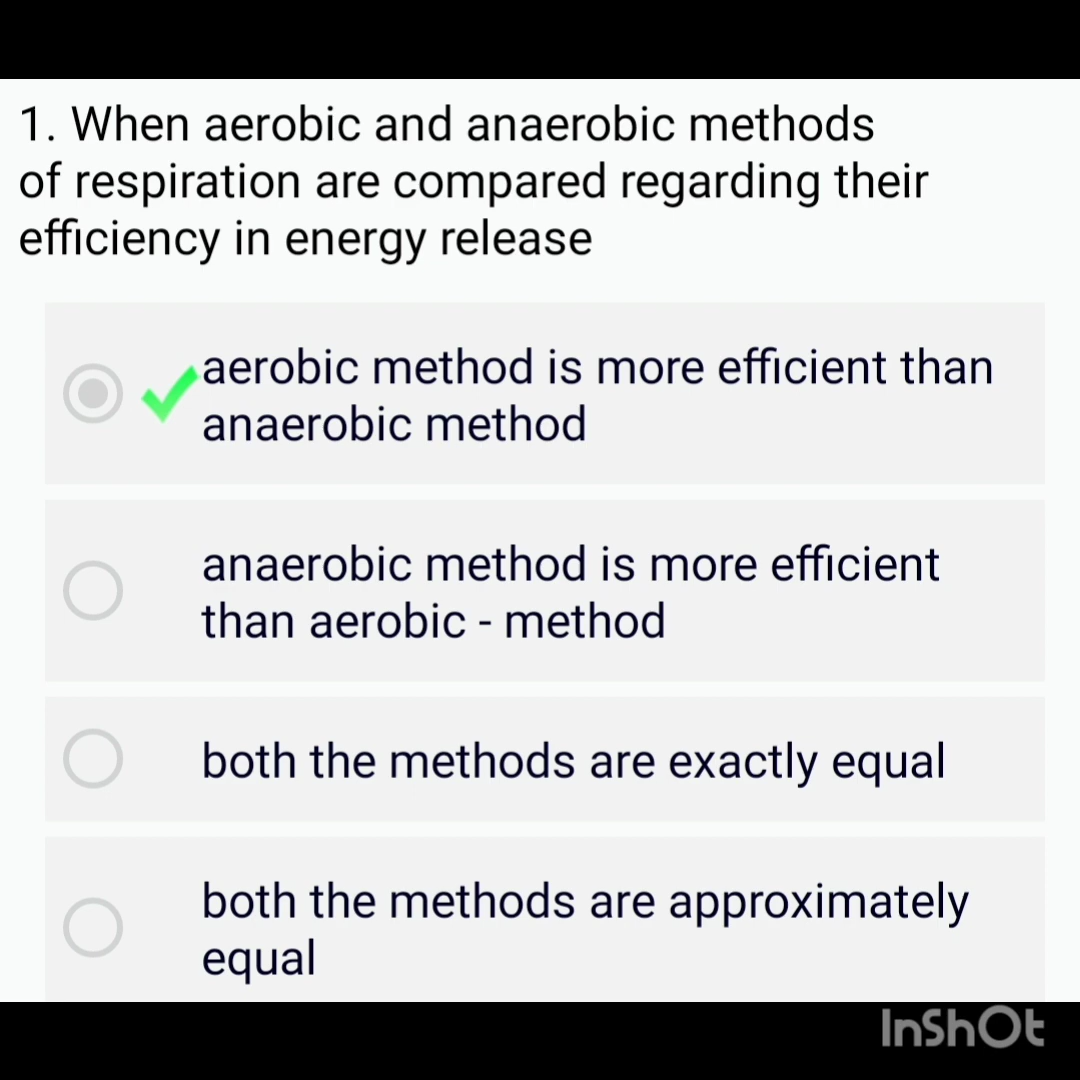 1. When aerobic and anaerobic methods
of respiration are compared regarding their
efficiency in energy release
aerobic method is more efficient than
anaerobic method
anaerobic method is more efficient
than aerobic - method
both the methods are exactly equal
both the methods are approximately
equal
InShOt